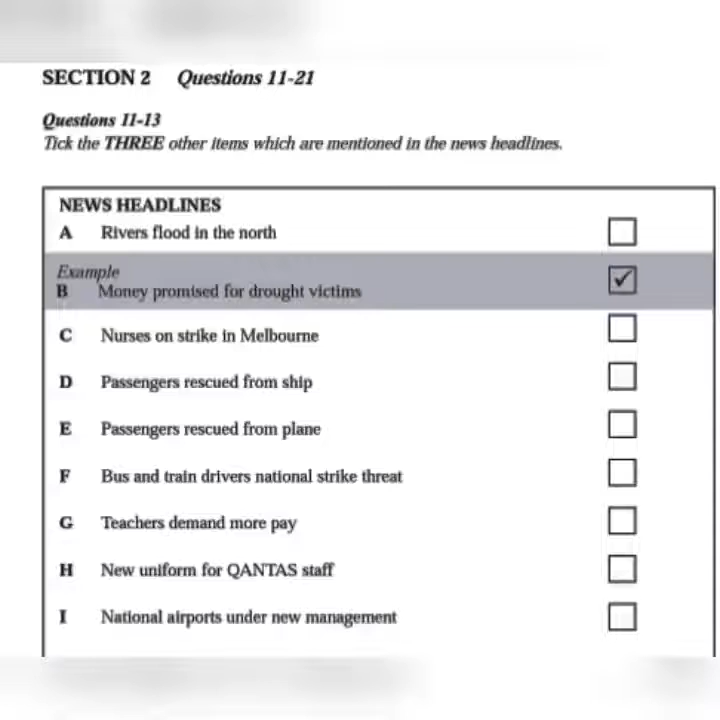 SECTION 2 Questions 11-21
Questions 11-13
Tick the THREE other items which are mentioned in the news headlines.
NEWS HEADLINES
A Rivers flood in the north
Example
B Money promised for drought victims
C Nurses on strike in Melbourne
D Passengers rescued from ship
E Passengers rescued from plane
F Bus and train drivers national strike threat
G Teachers demand more pay
H New uniform for QANTAS staff
I National airports under new management